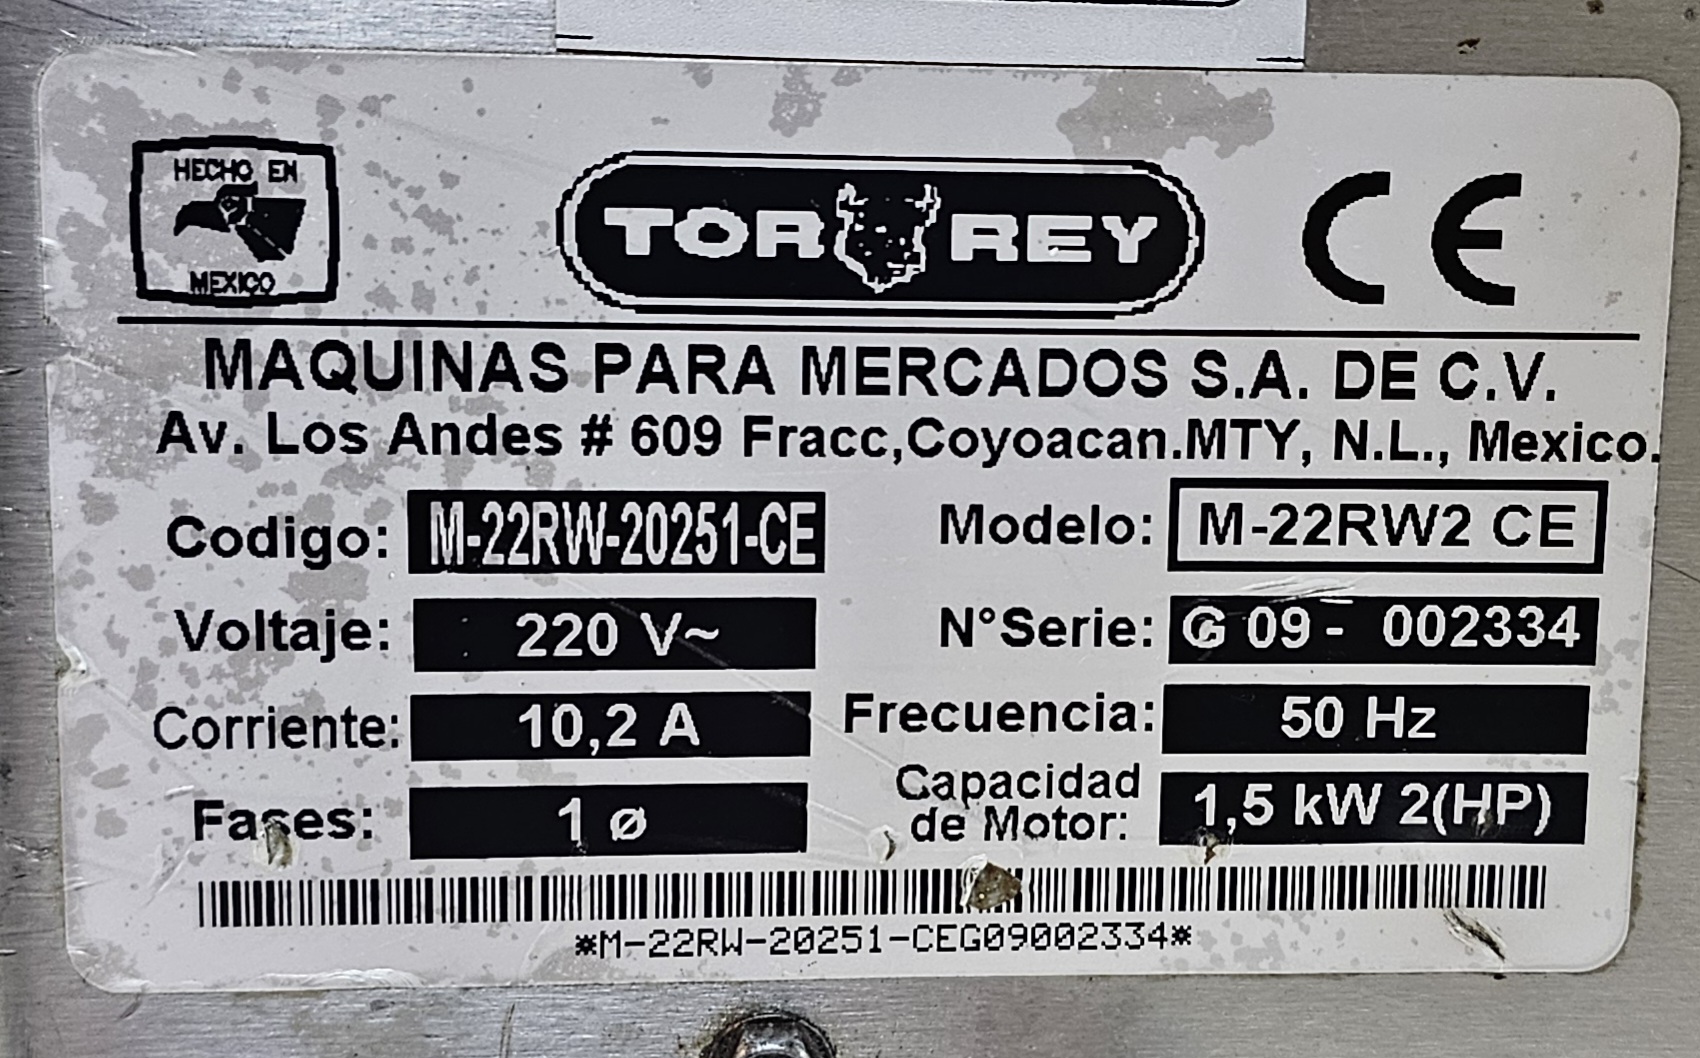 HECHO EN
MEXICO
TOR REY
CE
MAQUINAS PARA MERCADOS S.A. DE C.V.
Av. Los Andes # 609 Fracc,Coyoacan.MTY, N.L., Mexico.
Codigo: M-22RW-20251-CE Modelo: M-22RW2 CE
Voltaje: 220 V~ N°Serie: G 09 - 002334
Corriente: 10,2 A Frecuencia: 50 Hz
Fases: 1 ø Capacidad
de Motor: 1,5 kW 2(HP)
*M-22RW-20251-CEG09002334*